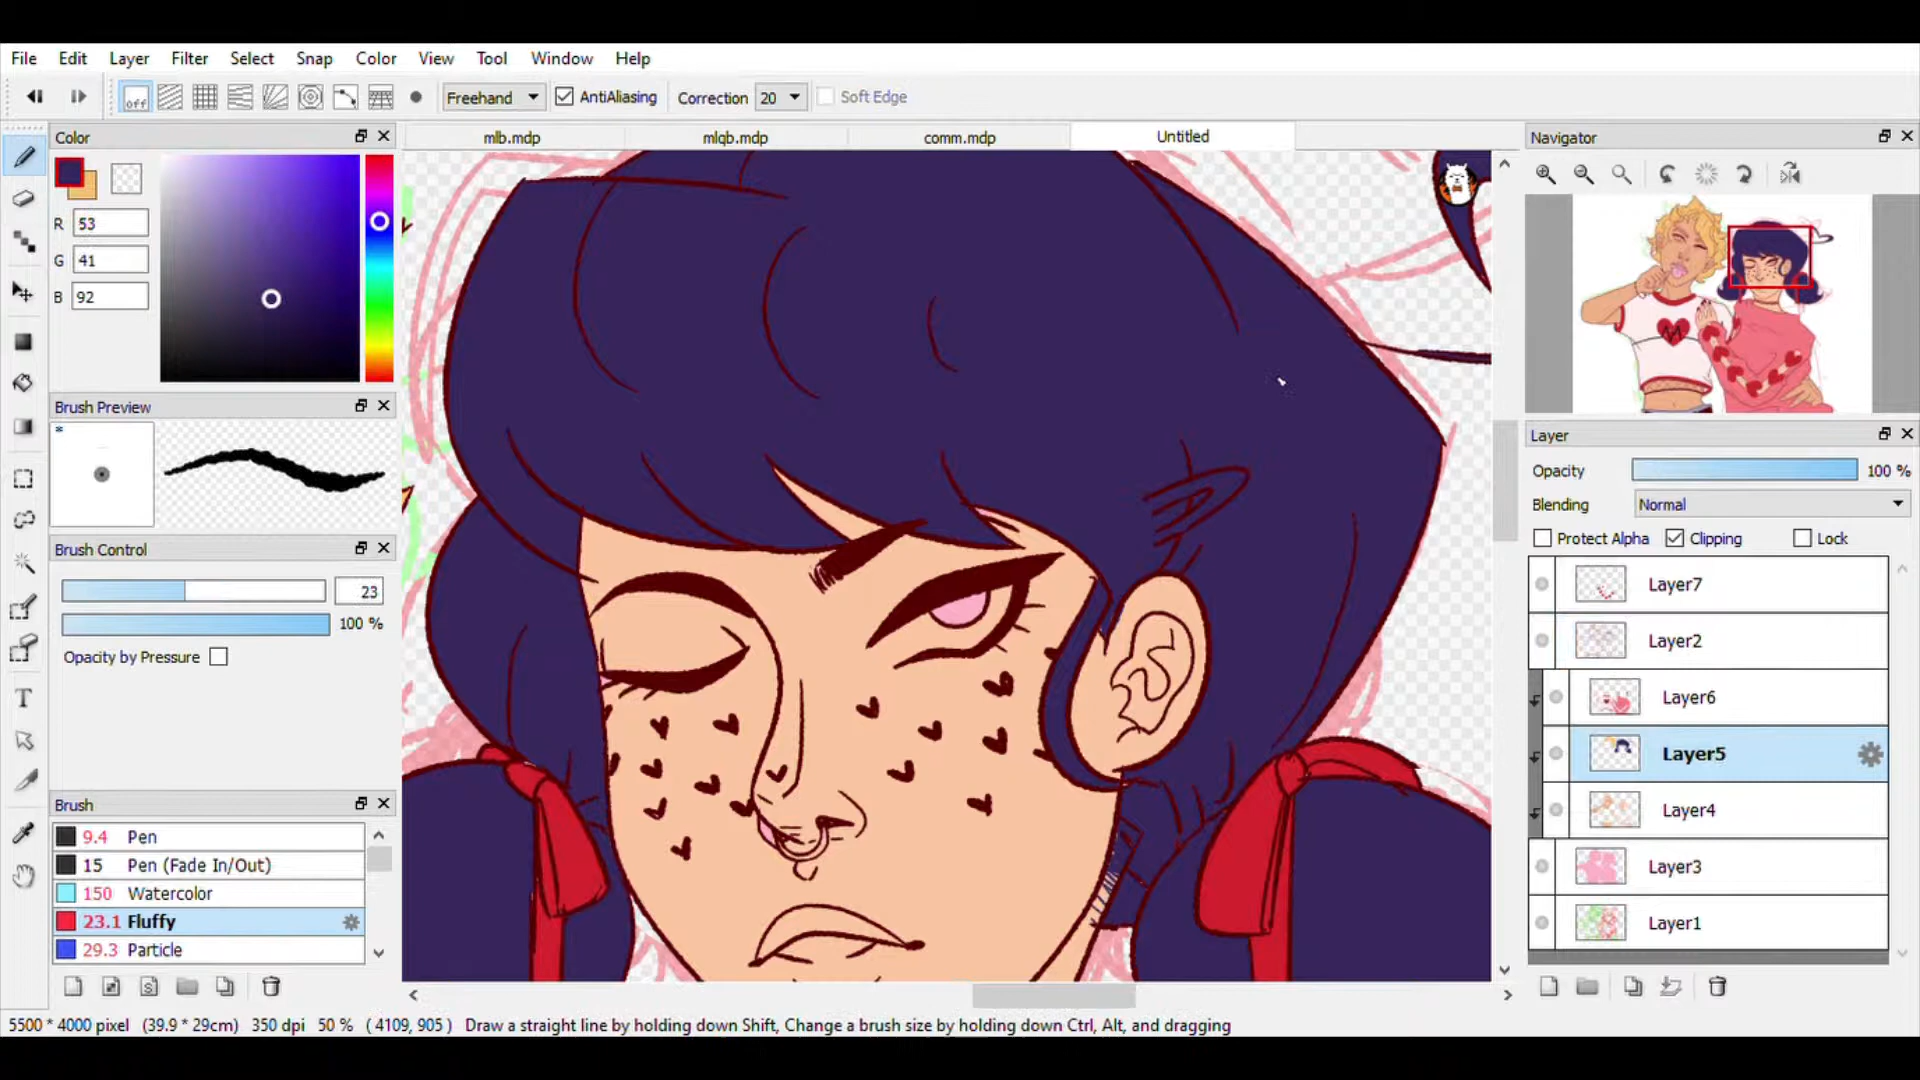 File Edit Layer Filter Select Snap Color View Tool Window Help
off Freehand AntiAliasing Correction 20 Soft Edge
Color
R 53
G 41
B 92
Brush Preview
*
Brush Control
23
100 %
Opacity by Pressure
Brush
9.4 Pen
15 Pen (Fade In/Out)
150 Watercolor
23.1 Fluffy
29.3 Particle
mlb.mdp mlqb.mdp comm.mdp Untitled
Navigator
Layer
Opacity 100 %
Blending Normal
Protect Alpha Clipping Lock
Layer7
Layer2
Layer6
Layer5
Layer4
Layer3
Layer1
S
T
5500 * 4000 pixel (39.9 * 29cm) 350 dpi 50 % ( 4109, 905 ) Draw a straight line by holding down Shift, Change a brush size by holding down Ctrl, Alt, and dragging